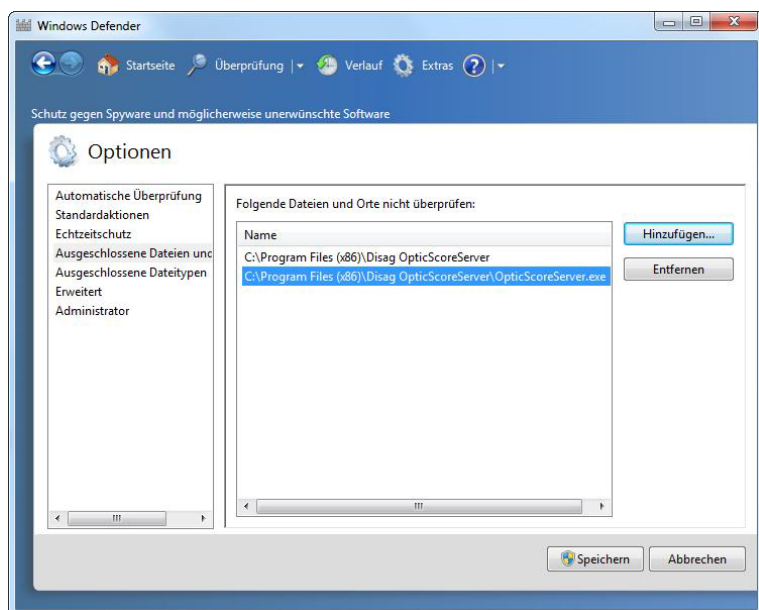 Windows Defender
Startseite Überprüfung Verlauf Extras ?
Schutz gegen Spyware und möglicherweise unerwünschte Software
Optionen
Automatische Überprüfung
Standardaktionen
Echtzeitschutz
Ausgeschlossene Dateien unc
Ausgeschlossene Dateitypen
Erweitert
Administrator
Folgende Dateien und Orte nicht überprüfen:
Name
C:\Program Files (x86)\Disag OpticScoreServer
C:\Program Files (x86)\Disag OpticScoreServer\OpticScoreServer.exe
Hinzufügen...
Entfernen
Speichern Abbrechen